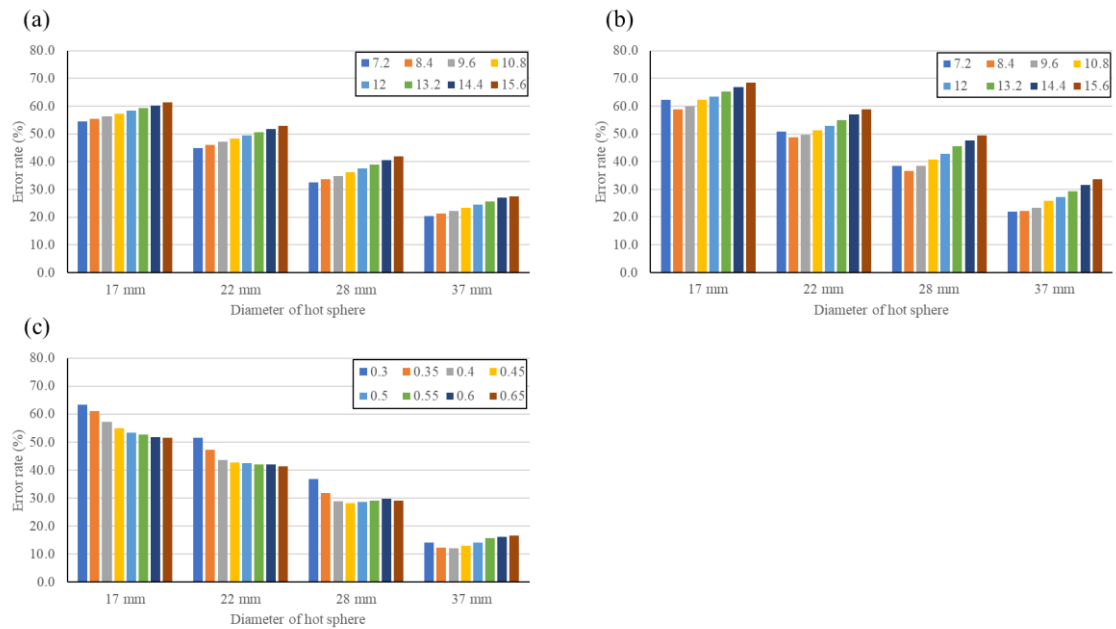 (a)
80.0
70.0
60.0
50.0
40.0
30.0
20.0
10.0
0.0
Error rate (%)
7.2 8.4 9.6 10.8
12 13.2 14.4 15.6
17 mm 22 mm 28 mm 37 mm
Diameter of hot sphere
(b)
80.0
70.0
60.0
50.0
40.0
30.0
20.0
10.0
0.0
Error rate (%)
7.2 8.4 9.6 10.8
12 13.2 14.4 15.6
17 mm 22 mm 28 mm 37 mm
Diameter of hot sphere
(c)
80.0
70.0
60.0
50.0
40.0
30.0
20.0
10.0
0.0
Error rate (%)
0.3 0.35 0.4 0.45
0.5 0.55 0.6 0.65
17 mm 22 mm 28 mm 37 mm
Diameter of hot sphere